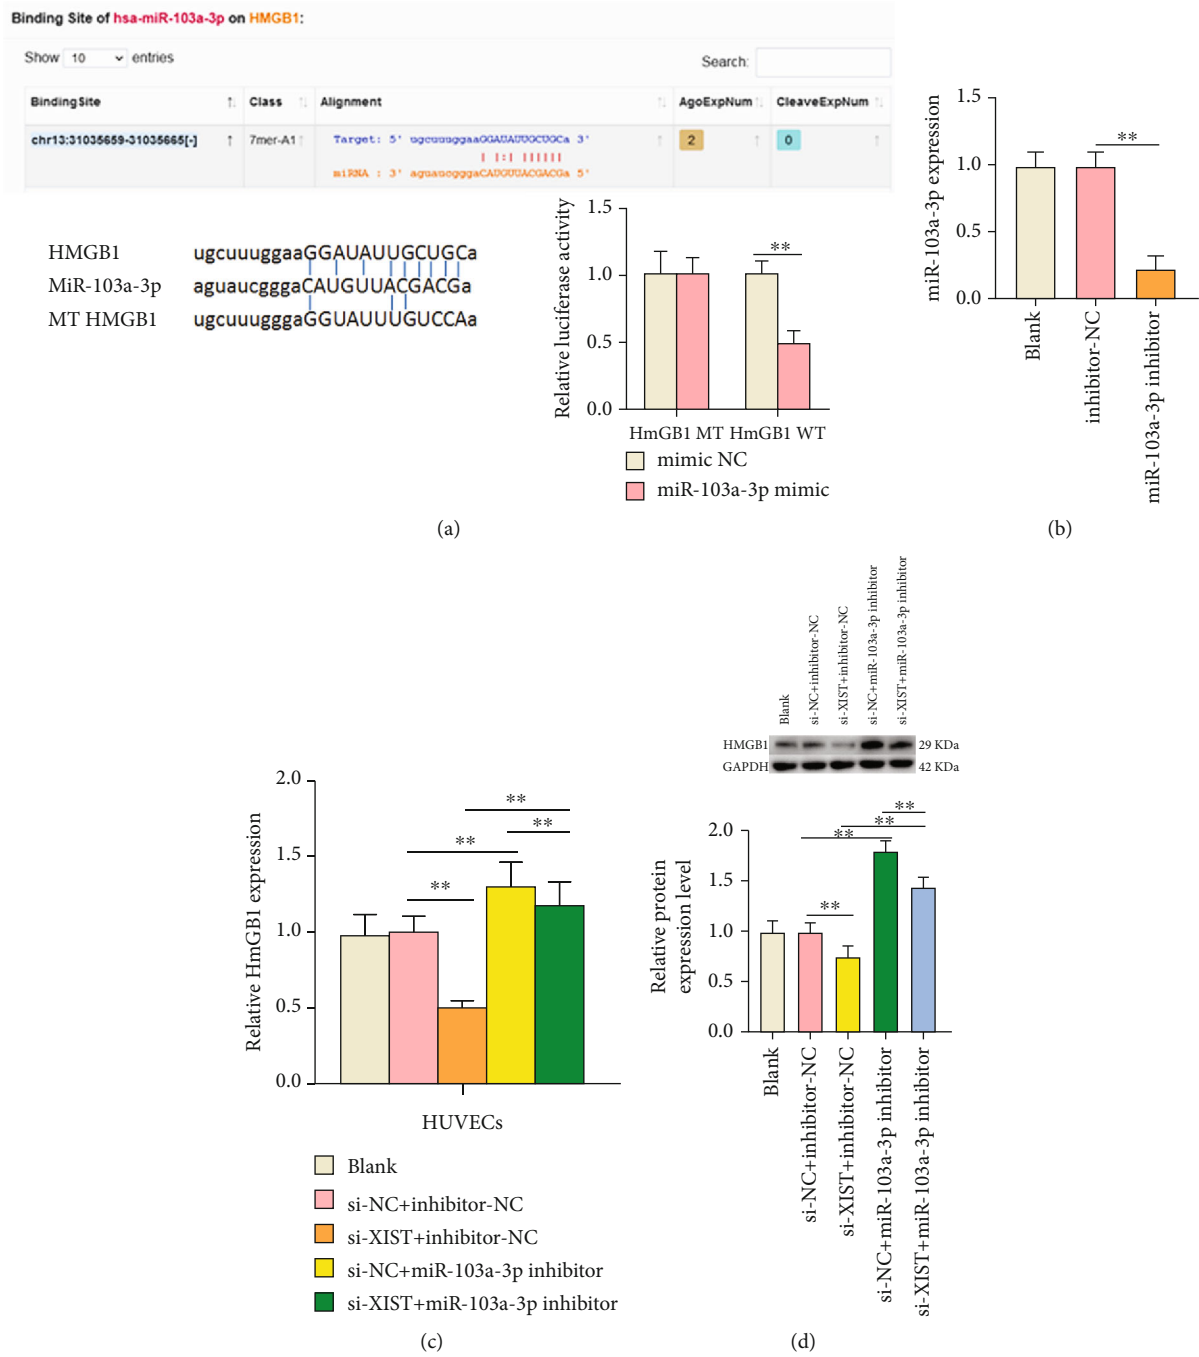 Binding Site of hsa-miR-103a-3p on HMGB1:
Show 10 entries
Search:
BindingSite Class Alignment AgoExpNum CleaveExpNum
chr13:31035659-31035665[-] 7mer-A1 Target: 5' ugcuuuggaaGGAUAUUGCUGCa 3' 2 0
miRNA : 3' aguaucgggaCAUGUUACGACGa 5'
HMGB1 ugcuuuggaaGGAUAUUGCUGCa
MiR-103a-3p aguaucgggaCAUGUUACGACGa
MT HMGB1 ugcuuugggaGGUAUUUGUCCAa
Relative luciferase activity
1.5
1.0
0.5
0.0
**
HmGB1 MT HmGB1 WT
mimic NC
miR-103a-3p mimic
(a)
miR-103a-3p expression
1.5
1.0
0.5
0.0
**
Blank
inhibitor-NC
miR-103a-3p inhibitor
(b)
Relative HmGB1 expression
2.0
1.5
1.0
0.5
0.0
**
**
**
**
HUVECs
Blank
si-NC+inhibitor-NC
si-XIST+inhibitor-NC
si-NC+miR-103a-3p inhibitor
si-XIST+miR-103a-3p inhibitor
(c)
Blank
si-NC+inhibitor-NC
si-XIST+inhibitor-NC
si-NC+miR-103a-3p inhibitor
si-XIST+miR-103a-3p inhibitor
HMGB1 29 KDa
GAPDH 42 KDa
Relative protein
expression level
2.0
1.5
1.0
0.5
0.0
**
**
**
**
Blank
si-NC+inhibitor-NC
si-XIST+inhibitor-NC
si-NC+miR-103a-3p inhibitor
si-XIST+miR-103a-3p inhibitor
(d)